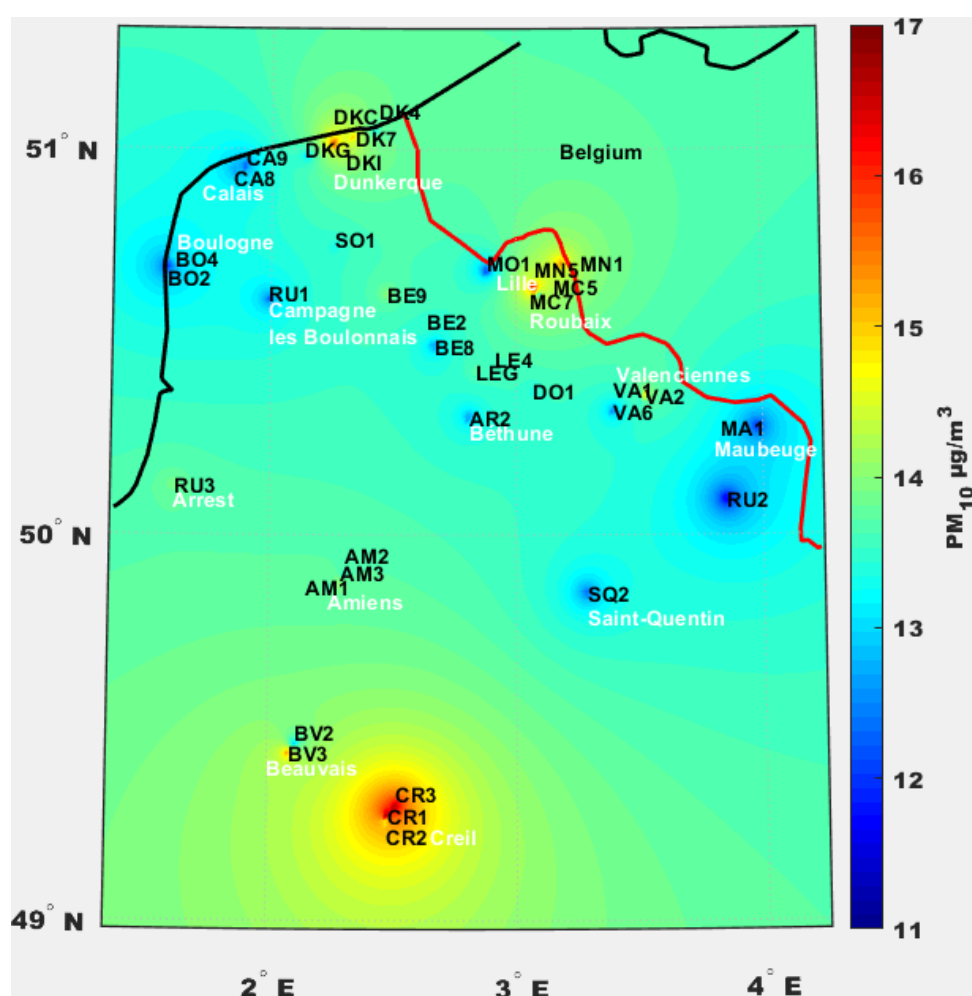 17
DKC DK4
51° N
DK7
DKG
Belgium
CA9
DKI
16
CA8
Dunkerque
Calais
SO1
Boulogne
BO4
MO1
MN1
MN5
BO2
Lille
MC5
RU1
BE9
MC7
Campagne
Roubaix
15
BE2
les Boulonnais
BE8
LE4
LEG
Valenciennes
DO1
VA1
VA2
VA6
AR2
MA1
Bethune
Maubeuge
14
RU3
RU2
Arrest
PM10 µg/m3
50° N
AM2
AM3
AM1
SQ2
Amiens
Saint-Quentin
13
BV2
BV3
Beauvais
12
CR3
CR1
CR2 Creil
49° N
11
2° E
3° E
4° E